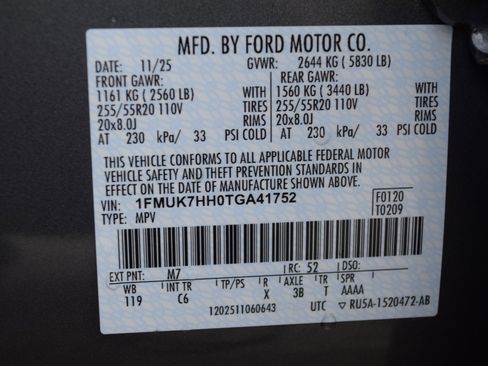 MFD. BY FORD MOTOR CO.
DATE: 11/25 GVWR: 2644 KG ( 5830 LB)
FRONT GAWR: REAR GAWR:
1161 KG ( 2560 LB) 1560 KG ( 3440 LB)
255/55R20 110V TIRES 255/55R20 110V
20x8.0J RIMS 20x8.0J
AT 230 kPa/ 33 PSI COLD AT 230 kPa/ 33 PSI COLD
THIS VEHICLE CONFORMS TO ALL APPLICABLE FEDERAL MOTOR
VEHICLE SAFETY AND THEFT PREVENTION STANDARDS IN
EFFECT ON THE DATE OF MANUFACTURE SHOWN ABOVE.
VIN: 1FMUK7HH0TGA41752 F0120
TYPE: MPV T0209
EXT PNT: M7 RC: 52 DSO:
WB INT TR TP/PS R AXLE TR SPR
119 C6 X 3B T AAAA
1202511060643 UTC ▽ RU5A-1520472-AB